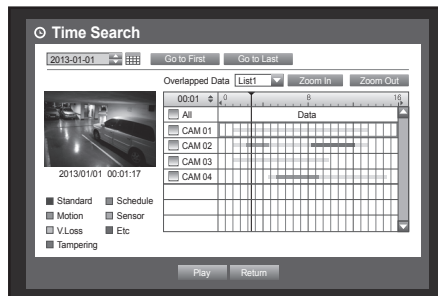 Time Search
2013-01-01 Go to First Go to Last
Overlapped Data List1 Zoom In Zoom Out
00:01 0 8 16
All Data
CAM 01
CAM 02
CAM 03
CAM 04
2013/01/01 00:01:17
Standard Schedule
Motion Sensor
V.Loss Etc
Tampering
Play Return